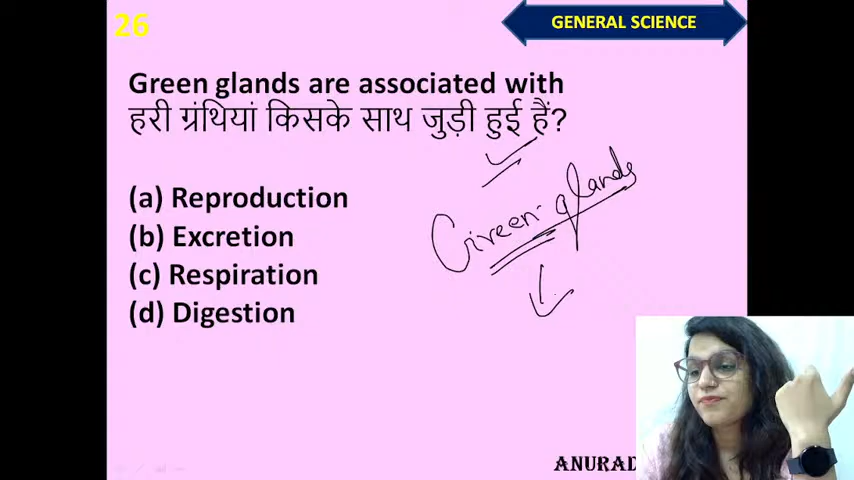 26
GENERAL SCIENCE
Green glands are associated with
हरी ग्रंथियां किसके साथ जुड़ी हुई हैं?
Green glands
(a) Reproduction
(b) Excretion
(c) Respiration
(d) Digestion
ANURAD